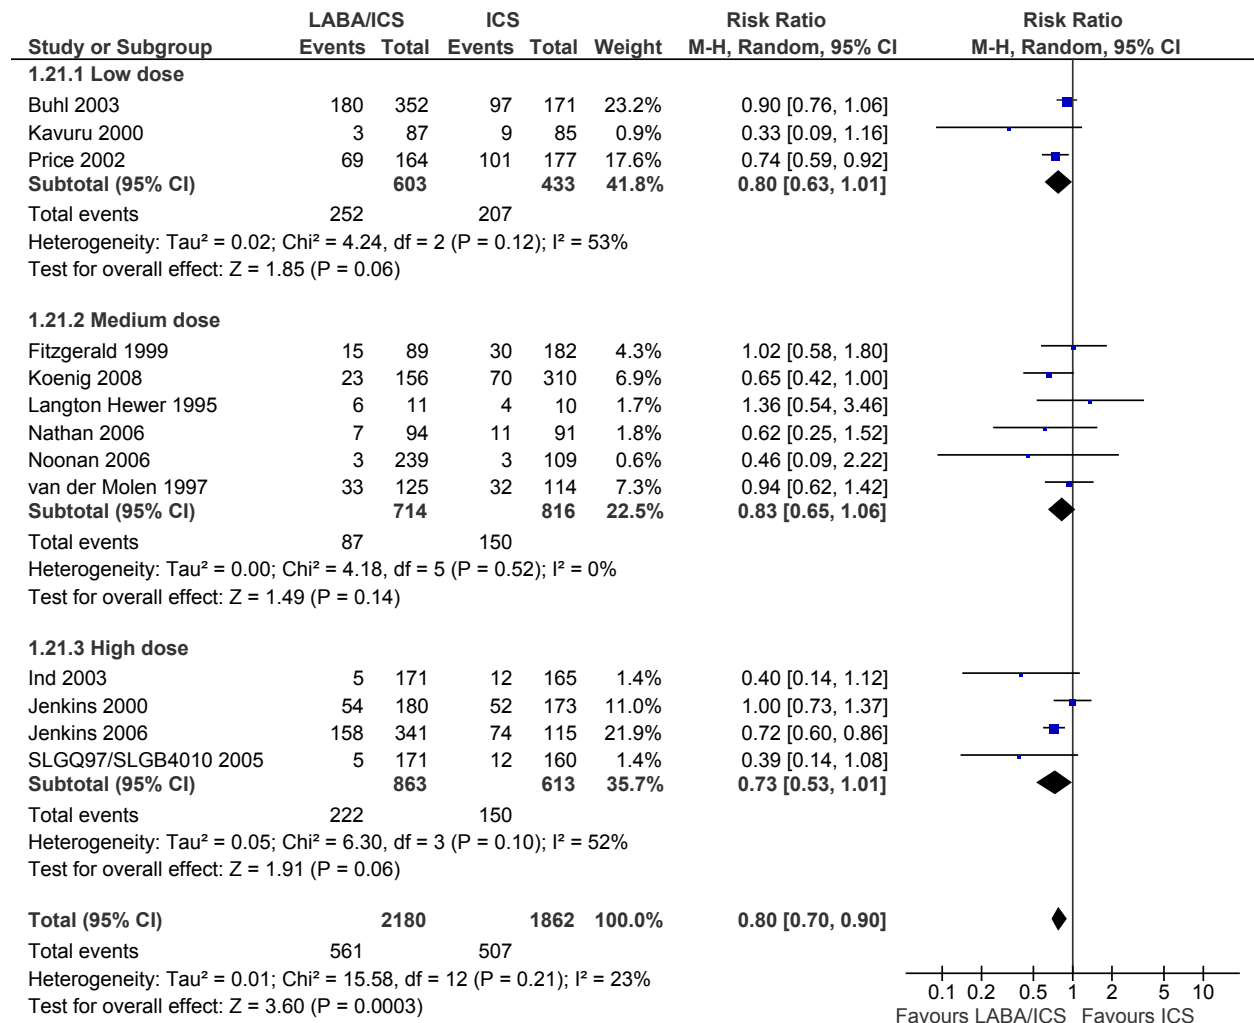 LABA/ICS ICS Risk Ratio Risk Ratio
Study or Subgroup Events Total Events Total Weight M-H, Random, 95% CI M-H, Random, 95% CI
1.21.1 Low dose
Buhl 2003 180 352 97 171 23.2% 0.90 [0.76, 1.06]
Kavuru 2000 3 87 9 85 0.9% 0.33 [0.09, 1.16]
Price 2002 69 164 101 177 17.6% 0.74 [0.59, 0.92]
Subtotal (95% CI) 603 433 41.8% 0.80 [0.63, 1.01]
Total events 252 207
Heterogeneity: Tau² = 0.02; Chi² = 4.24, df = 2 (P = 0.12); I² = 53%
Test for overall effect: Z = 1.85 (P = 0.06)
1.21.2 Medium dose
Fitzgerald 1999 15 89 30 182 4.3% 1.02 [0.58, 1.80]
Koenig 2008 23 156 70 310 6.9% 0.65 [0.42, 1.00]
Langton Hewer 1995 6 11 4 10 1.7% 1.36 [0.54, 3.46]
Nathan 2006 7 94 11 91 1.8% 0.62 [0.25, 1.52]
Noonan 2006 3 239 3 109 0.6% 0.46 [0.09, 2.22]
van der Molen 1997 33 125 32 114 7.3% 0.94 [0.62, 1.42]
Subtotal (95% CI) 714 816 22.5% 0.83 [0.65, 1.06]
Total events 87 150
Heterogeneity: Tau² = 0.00; Chi² = 4.18, df = 5 (P = 0.52); I² = 0%
Test for overall effect: Z = 1.49 (P = 0.14)
1.21.3 High dose
Ind 2003 5 171 12 165 1.4% 0.40 [0.14, 1.12]
Jenkins 2000 54 180 52 173 11.0% 1.00 [0.73, 1.37]
Jenkins 2006 158 341 74 115 21.9% 0.72 [0.60, 0.86]
SLGQ97/SLGB4010 2005 5 171 12 160 1.4% 0.39 [0.14, 1.08]
Subtotal (95% CI) 863 613 35.7% 0.73 [0.53, 1.01]
Total events 222 150
Heterogeneity: Tau² = 0.05; Chi² = 6.30, df = 3 (P = 0.10); I² = 52%
Test for overall effect: Z = 1.91 (P = 0.06)
Total (95% CI) 2180 1862 100.0% 0.80 [0.70, 0.90]
Total events 561 507
Heterogeneity: Tau² = 0.01; Chi² = 15.58, df = 12 (P = 0.21); I² = 23%
Test for overall effect: Z = 3.60 (P = 0.0003)
0.1 0.2 0.5 1 2 5 10
Favours LABA/ICS Favours ICS